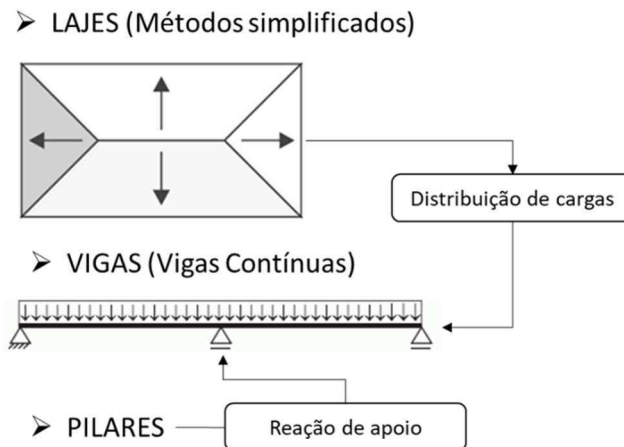 ➤ LAJES (Métodos simplificados)
Distribuição de cargas
➤ VIGAS (Vigas Contínuas)
➤ PILARES
Reação de apoio